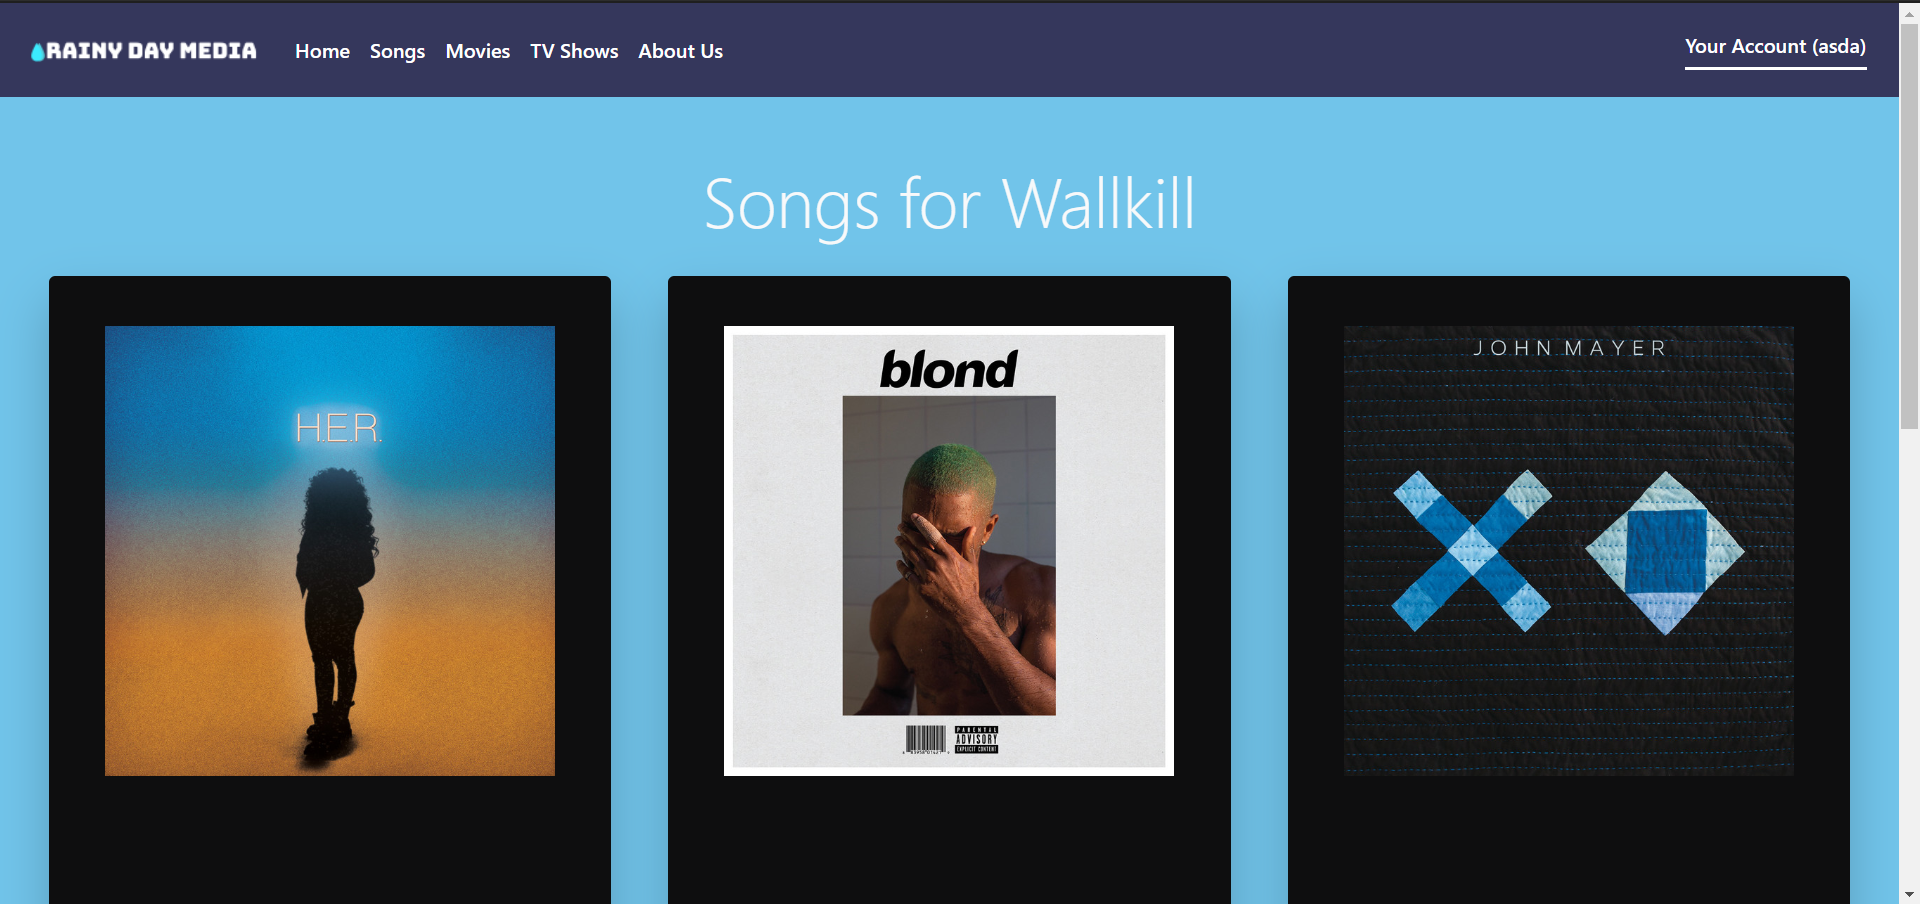 RAINY DAY MEDIA Home Songs Movies TV Shows About Us Your Account (asda)
Songs for Wallkill
H.E.R.
blond
PARENTAL
ADVISORY
EXPLICIT CONTENT
JOHN MAYER